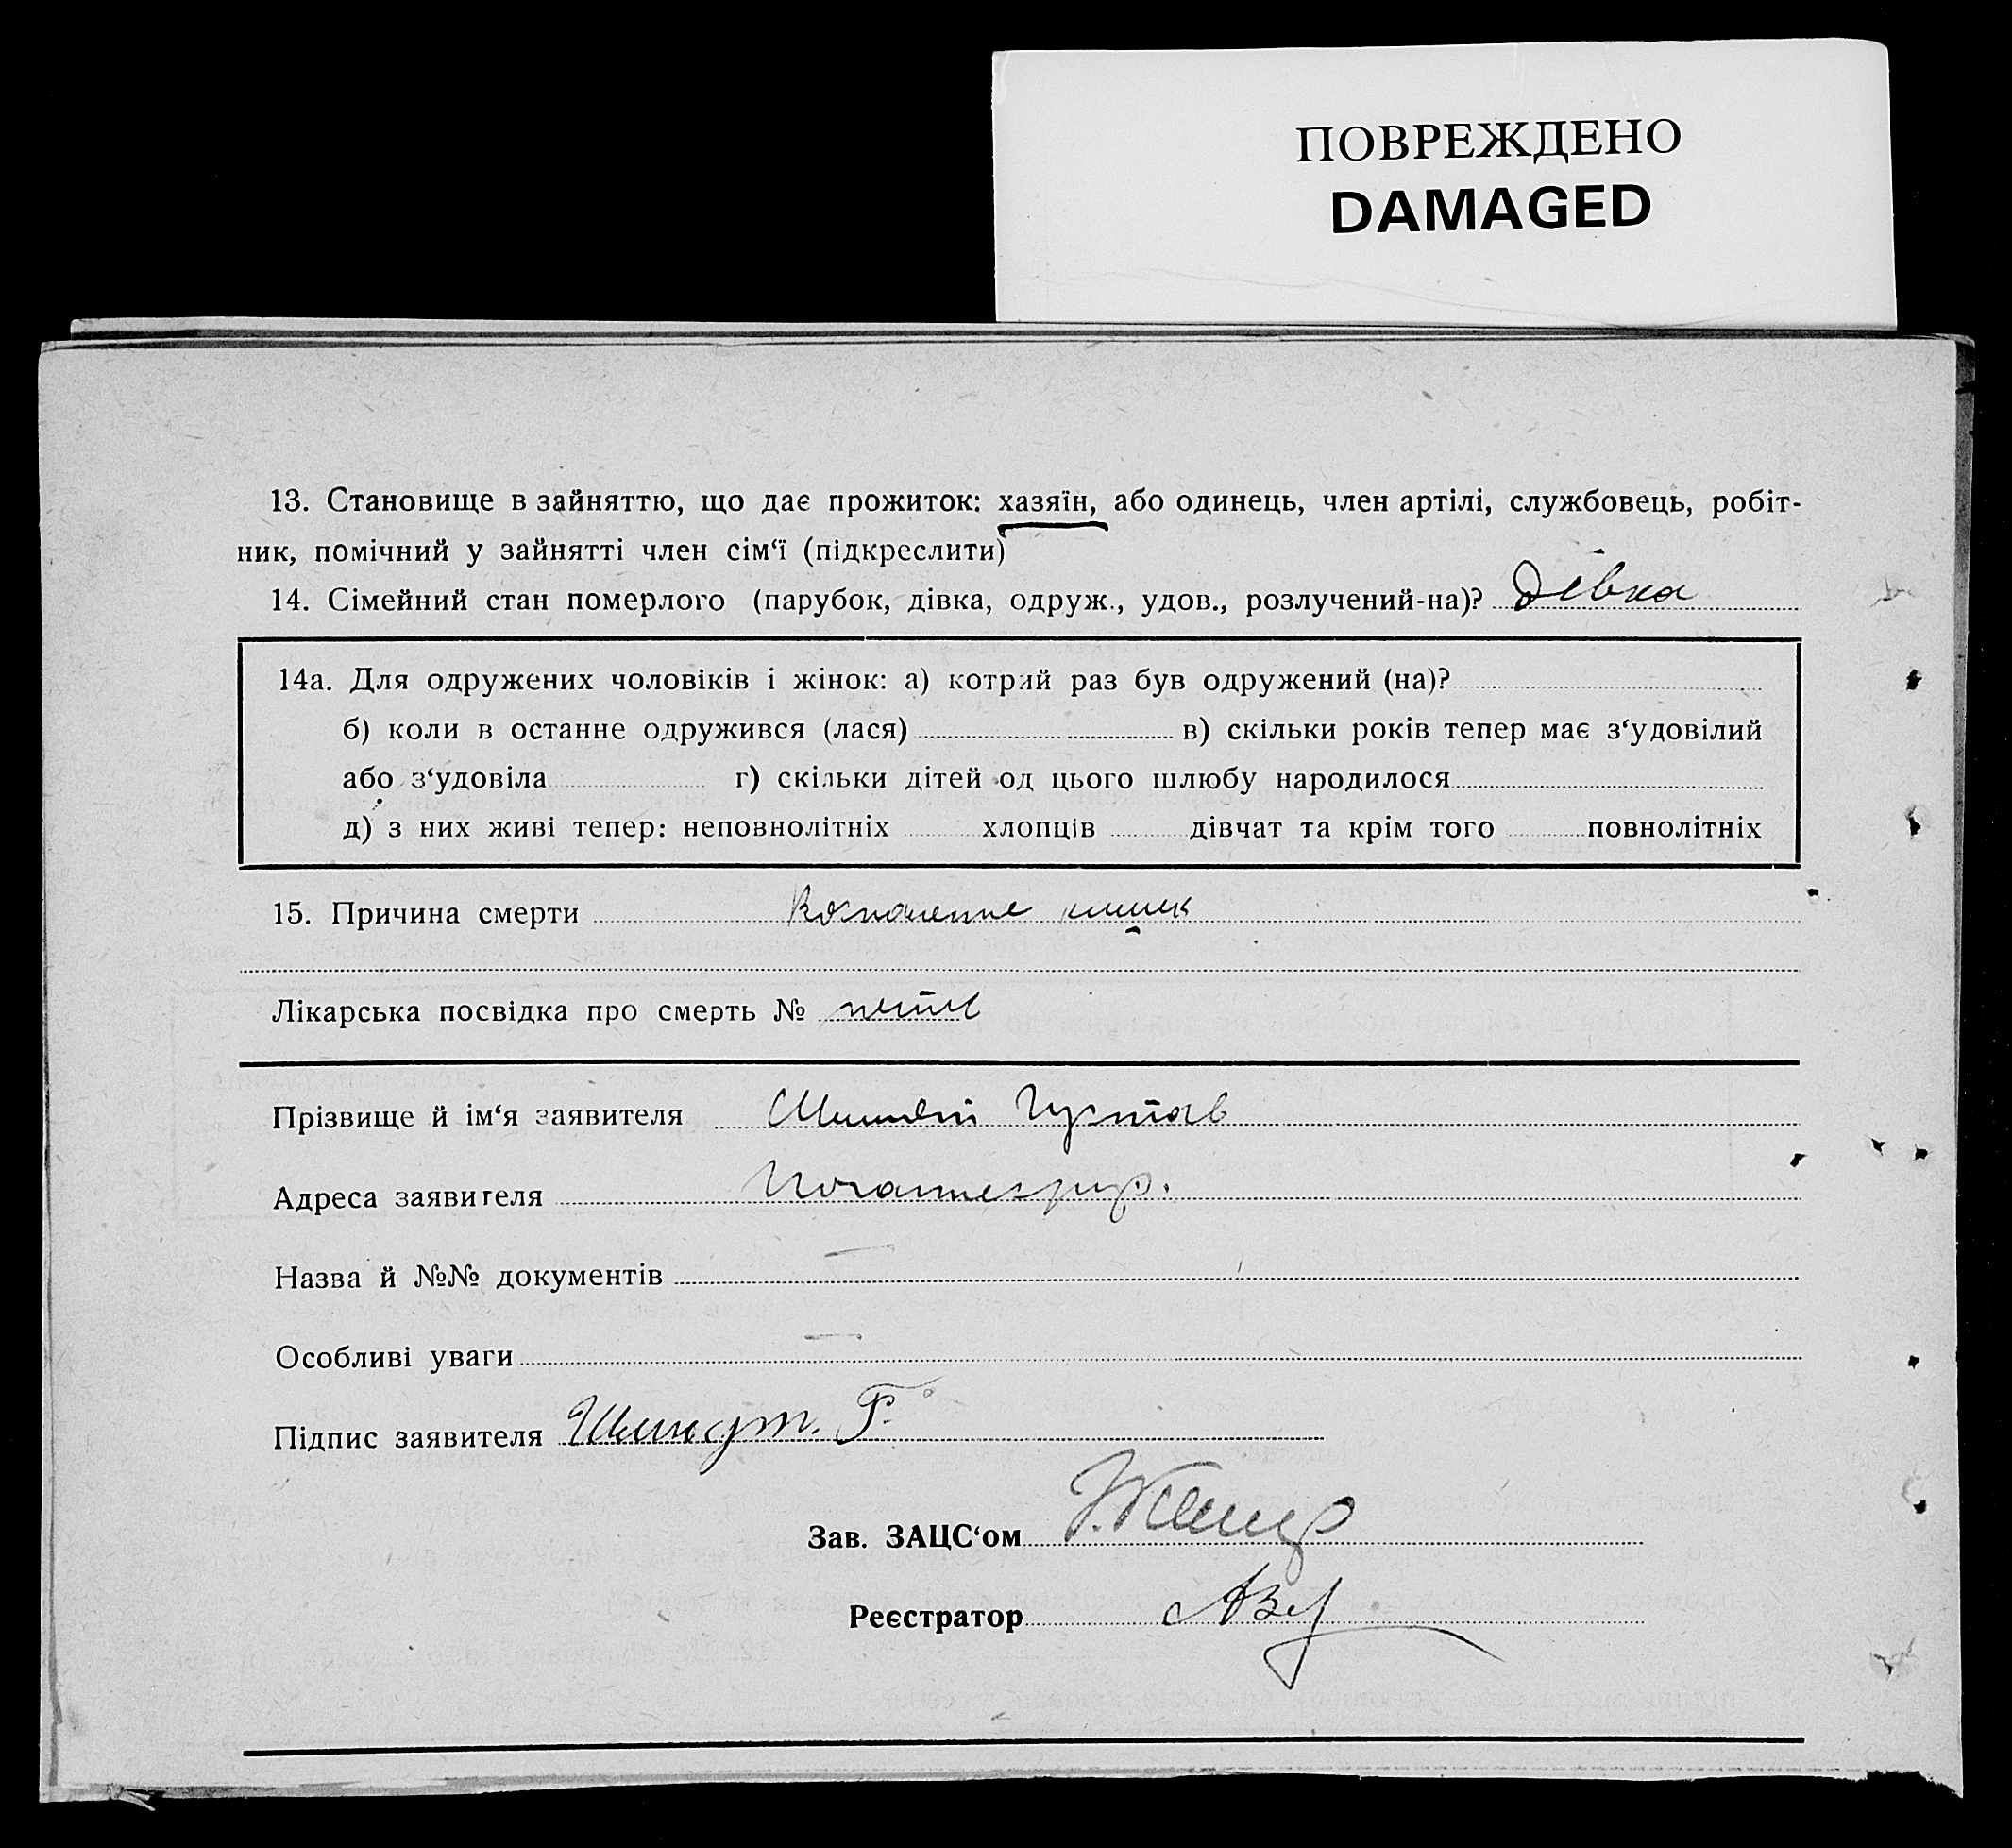 ПОВРЕЖДЕНО
DAMAGED
13. Становище в зайняттю, що дає прожиток: хазяїн, або одинець, член артілі, службовець, робіт-
ник, помічний у зайнятті член сім‘ї (підкреслити)
14. Сімейний стан померлого (парубок, дівка, одруж., удов., розлучений-на)? Дівка
14а. Для одружених чоловіків і жінок: а) котрий раз був одружений (на)?
б) коли в останне одружився (лася) в) скільки років тепер має з‘удовілий
або з‘удовіла г) скільки дітей од цього шлюбу народилося
д) з них живі тепер: неповнолітніх хлопців дівчат та крім того повнолітніх
15. Причина смерти Воспаление кишек
Лікарська посвідка про смерть №
Прізвище й ім‘я заявителя Густав
Адреса заявителя
Назва й №№ документів
Особливі уваги
Підпис заявителя Г.
Зав. ЗАЦС‘ом
Реєстратор